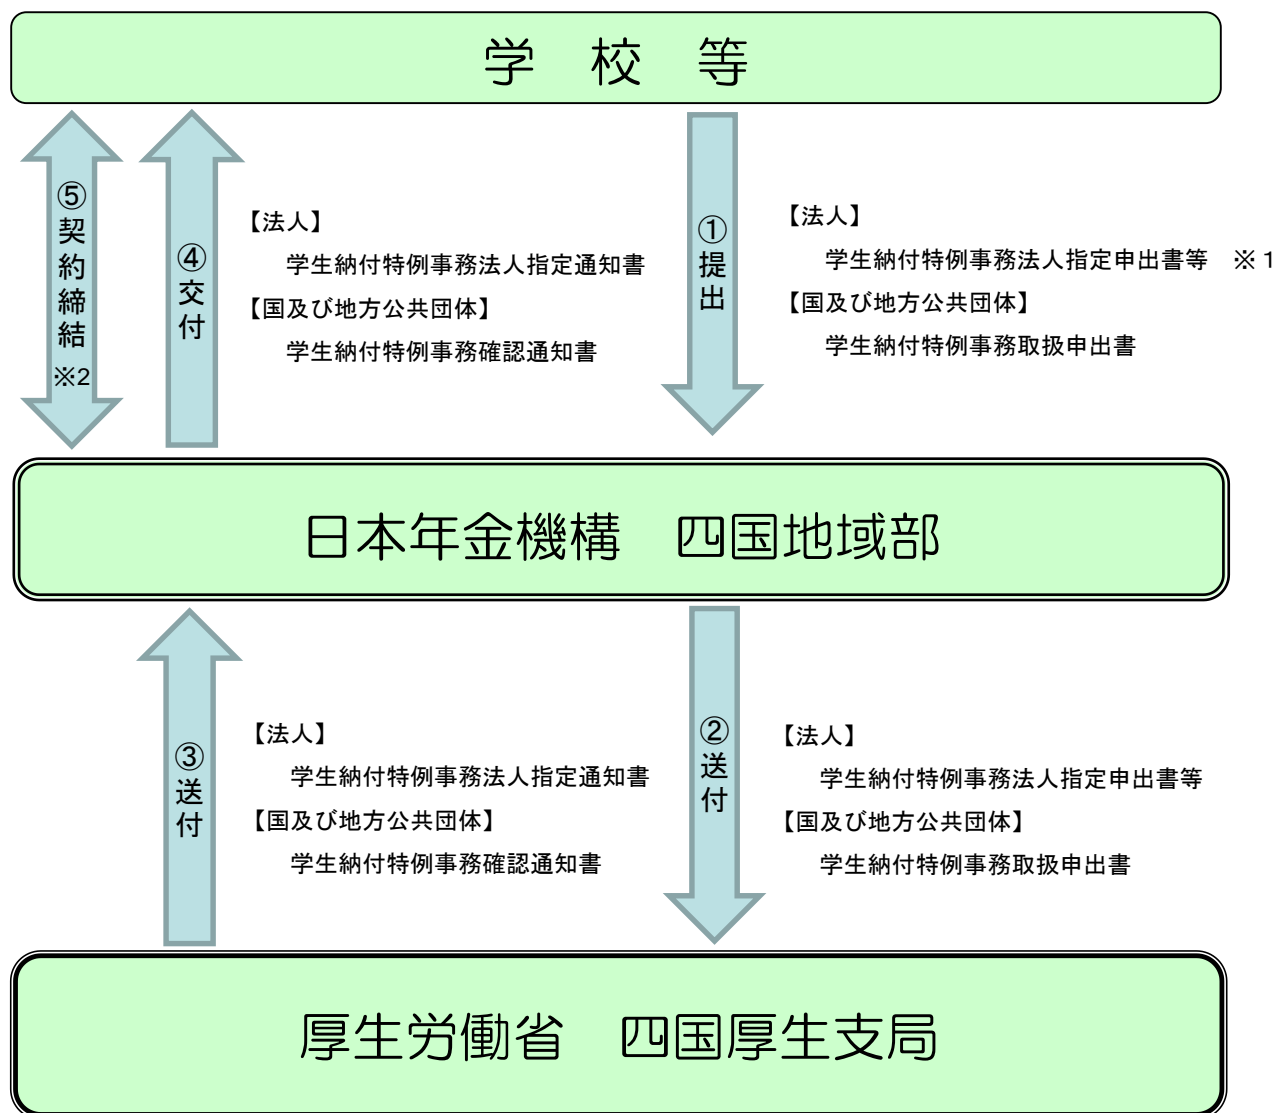 学　校　等
⑤契約締結
※2
④交付
【法人】
学生納付特例事務法人指定通知書
【国及び地方公共団体】
学生納付特例事務確認通知書
①提出
【法人】
学生納付特例事務法人指定申出書等　※１
【国及び地方公共団体】
学生納付特例事務取扱申出書
日本年金機構　四国地域部
③送付
【法人】
学生納付特例事務法人指定通知書
【国及び地方公共団体】
学生納付特例事務確認通知書
②送付
【法人】
学生納付特例事務法人指定申出書等
【国及び地方公共団体】
学生納付特例事務取扱申出書
厚生労働省　四国厚生支局